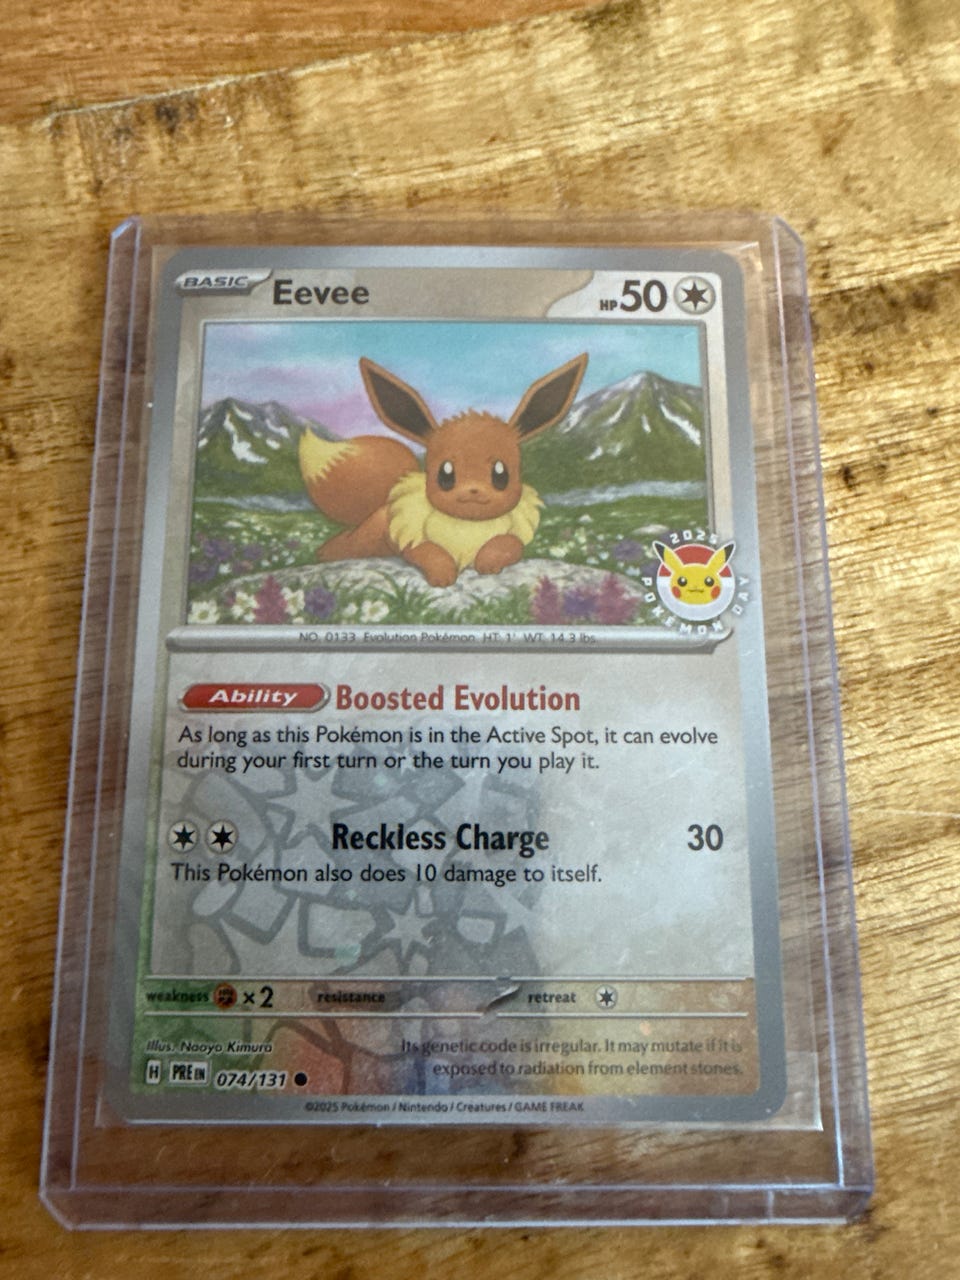 BASIC Eevee HP 50
2025 POKÉMON DAY
NO. 0133 Evolution Pokémon HT: 1' WT: 14.3 lbs.
Ability Boosted Evolution
As long as this Pokémon is in the Active Spot, it can evolve
during your first turn or the turn you play it.
Reckless Charge 30
This Pokémon also does 10 damage to itself.
weakness ×2 resistance retreat
Illus. Naoyo Kimura
Its genetic code is irregular. It may mutate if it is
exposed to radiation from element stones.
H PRE EN 074/131
©2025 Pokémon / Nintendo / Creatures / GAME FREAK